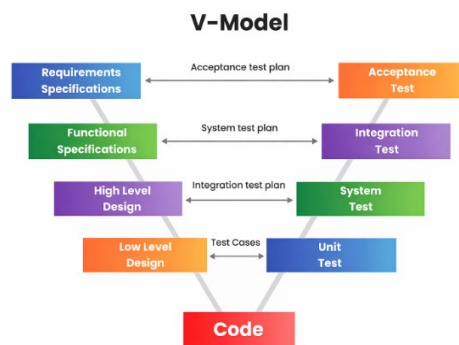 V-Model
Requirements
Specifications
Acceptance test plan
Acceptance
Test
Functional
Specifications
System test plan
Integration
Test
High Level
Design
Integration test plan
System
Test
Low Level
Design
Test Cases
Unit
Test
Code